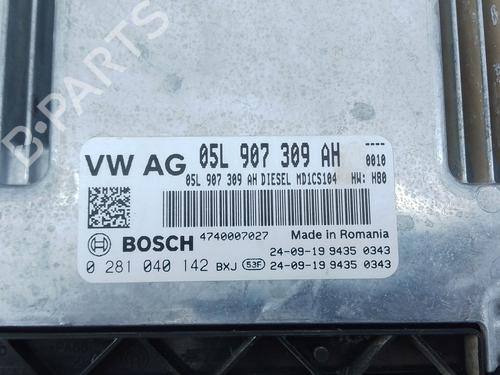 B-PARTS
VW AG 05L 907 309 AH ----
0010
05L 907 309 AH DIESEL MD1CS104 HW: H80
BOSCH 4740007027 Made in Romania
24-09-19 9435 0343
0 281 040 142 BXJ 53F 24-09-19 9435 0343